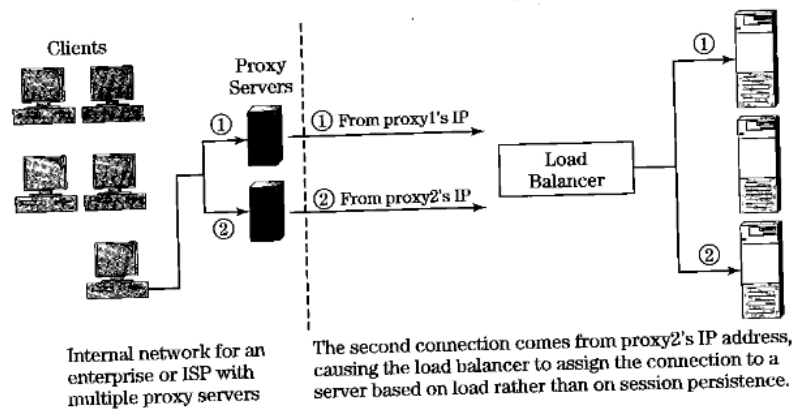 Clients
Proxy
Servers
①
① From proxy1's IP
①
Load
Balancer
② From proxy2's IP
②
②
Internal network for an
enterprise or ISP with
multiple proxy servers
The second connection comes from proxy2's IP address,
causing the load balancer to assign the connection to a
server based on load rather than on session persistence.